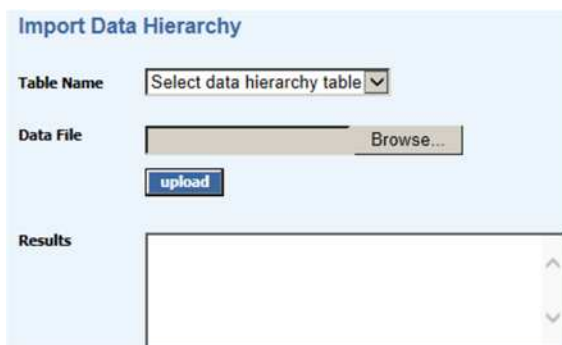 Import Data Hierarchy
Table Name Select data hierarchy table
Data File Browse...
upload
Results